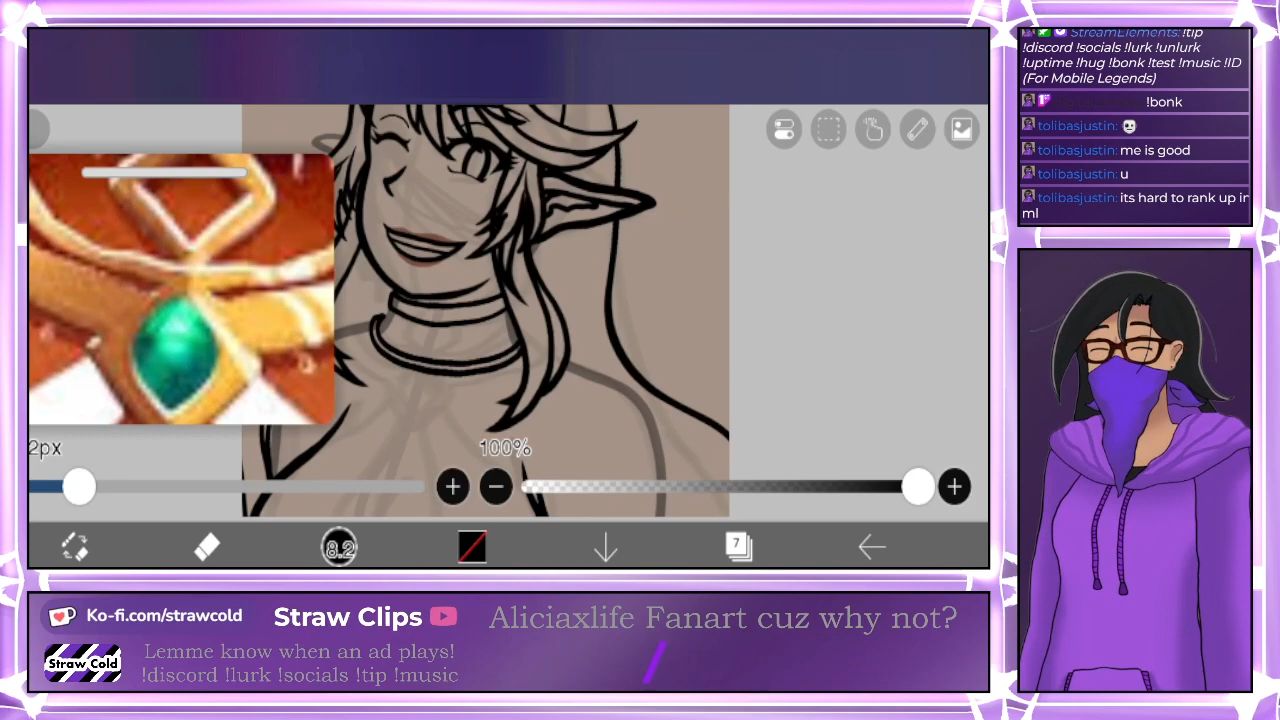 StreamElements: !tip
!discord !socials !lurk !unlurk
!uptime !hug !bonk !test !music !ID
(For Mobile Legends)
!bonk
tolibasjustin:
tolibasjustin: me is good
tolibasjustin: u
tolibasjustin: its hard to rank up in
ml
2px
100%
8.2
7
Ko-fi.com/strawcold
Straw Clips
Aliciaxlife Fanart cuz why not?
Straw Cold
Lemme know when an ad plays!
!discord !lurk !socials !tip !music